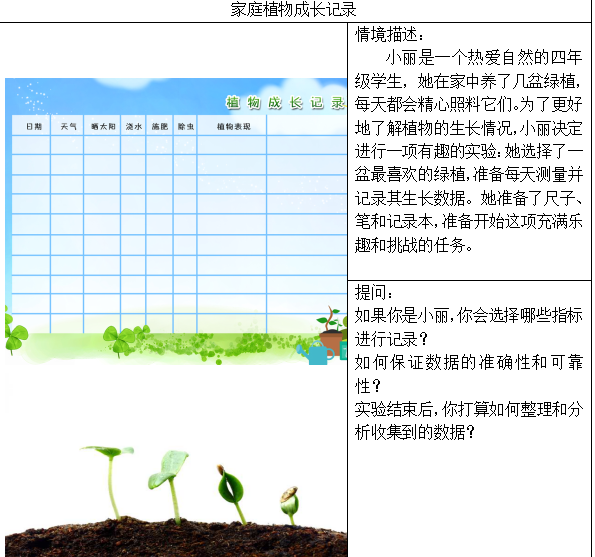 家庭植物成长记录
植物成长记录
日期 天气 晒太阳 浇水 施肥 除虫 植物表现
情境描述：
小丽是一个热爱自然的四年
级学生，她在家中养了几盆绿植，
每天都会精心照料它们。为了更好
地了解植物的生长情况，小丽决定
进行一项有趣的实验：她选择了一
盆最喜欢的绿植，准备每天测量并
记录其生长数据。她准备了尺子、
笔和记录本，准备开始这项充满乐
趣和挑战的任务。
提问：
如果你是小丽，你会选择哪些指标
进行记录？
如何保证数据的准确性和可靠
性？
实验结束后，你打算如何整理和分
析收集到的数据？